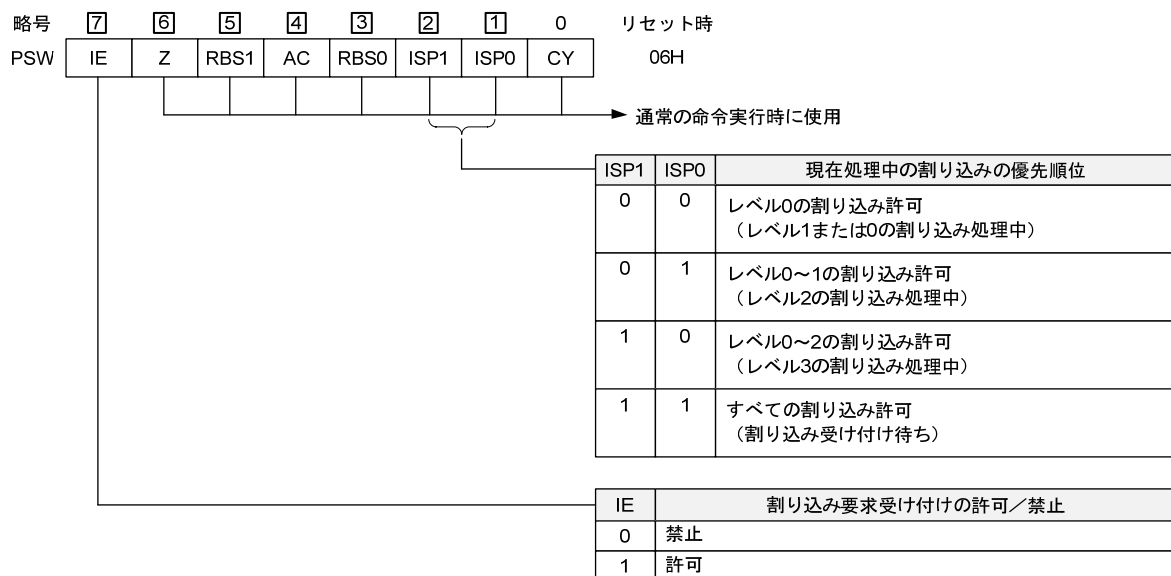 略号 7 6 5 4 3 2 1 0 リセット時
PSW IE Z RBS1 AC RBS0 ISP1 ISP0 CY 06H
通常の命令実行時に使用
ISP1 ISP0 現在処理中の割り込みの優先順位
0 0 レベル0の割り込み許可
（レベル1または0の割り込み処理中）
0 1 レベル0～1の割り込み許可
（レベル2の割り込み処理中）
1 0 レベル0～2の割り込み許可
（レベル3の割り込み処理中）
1 1 すべての割り込み許可
（割り込み受け付け待ち）
IE 割り込み要求受け付けの許可／禁止
0 禁止
1 許可